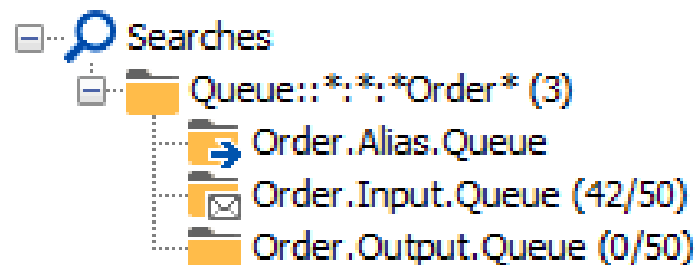 Searches
Queue::*:*:*Order* (3)
Order.Alias.Queue
Order.Input.Queue (42/50)
Order.Output.Queue (0/50)